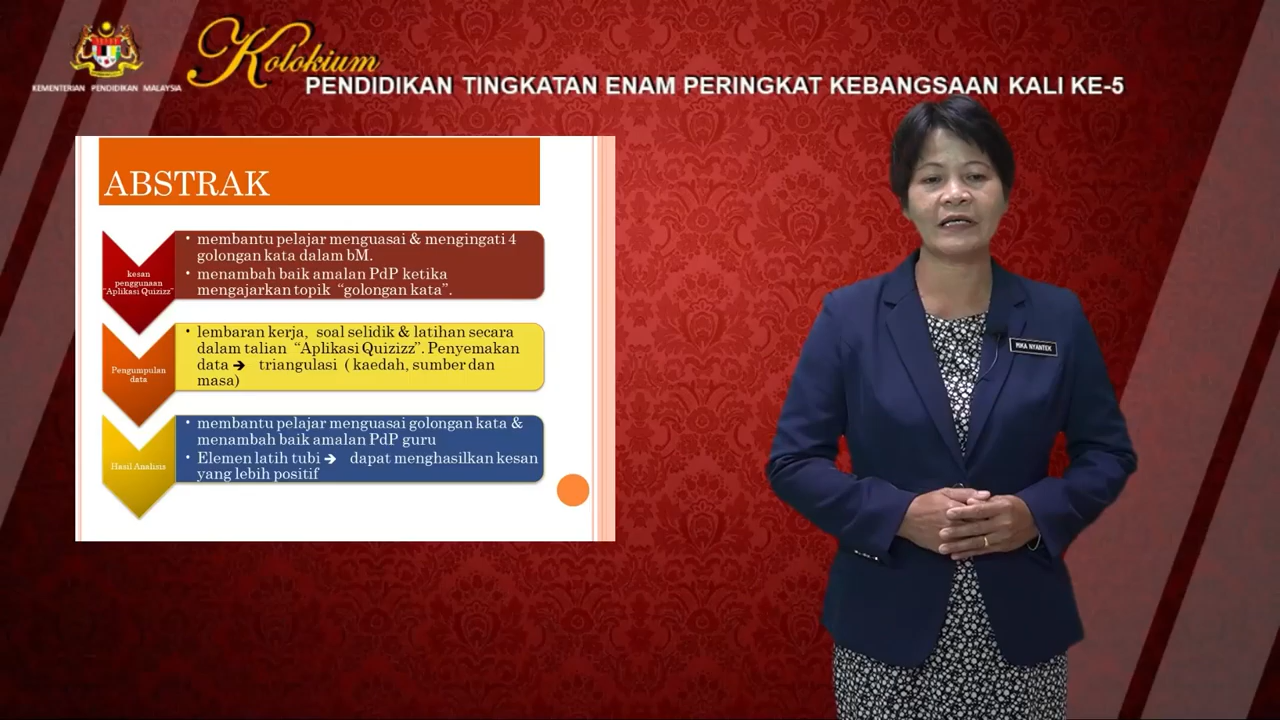 Kolokium
KEMENTERIAN PENDIDIKAN MALAYSIA
PENDIDIKAN TINGKATAN ENAM PERINGKAT KEBANGSAAN KALI KE-5
ABSTRAK
kesan
penggunaan
"Aplikasi Quizizz"
• membantu pelajar menguasai & mengingati 4
golongan kata dalam bM.
• menambah baik amalan PdP ketika
mengajarkan topik “golongan kata”.
Pengumpulan
data
• lembaran kerja, soal selidik & latihan secara
dalam talian “Aplikasi Quizizz”. Penyemakan
data ➔ triangulasi ( kaedah, sumber dan
masa)
Hasil Analisis
• membantu pelajar menguasai golongan kata &
menambah baik amalan PdP guru
• Elemen latih tubi ➔ dapat menghasilkan kesan
yang lebih positif
PIKA NYANTEK